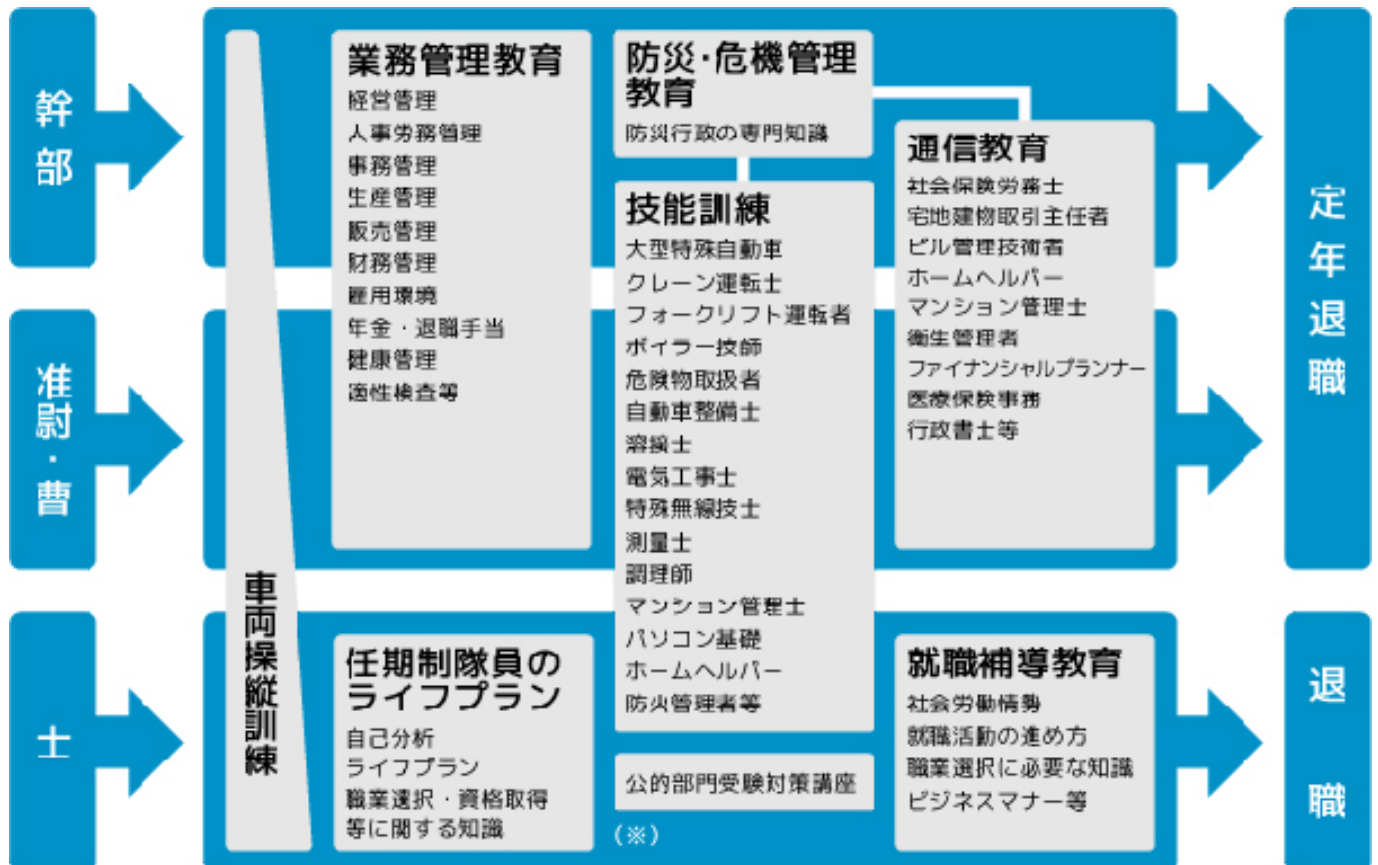 幹部
准尉・曹
士
車両操縦訓練
業務管理教育
経営管理
人事労務管理
事務管理
生産管理
販売管理
財務管理
雇用環境
年金・退職手当
健康管理
適性検査等
防災・危機管理
教育
防災行政の専門知識
技能訓練
大型特殊自動車
クレーン運転士
フォークリフト運転者
ボイラー技師
危険物取扱者
自動車整備士
溶接士
電気工事士
特殊無線技士
測量士
調理師
マンション管理士
パソコン基礎
ホームヘルパー
防火管理者等
通信教育
社会保険労務士
宅地建物取引主任者
ビル管理技術者
ホームヘルパー
マンション管理士
衛生管理者
ファイナンシャルプランナー
医療保険事務
行政書士等
任期制隊員の
ライフプラン
自己分析
ライフプラン
職業選択・資格取得
等に関する知識
公的部門受験対策講座
(※)
就職補導教育
社会労働情勢
就職活動の進め方
職業選択に必要な知識
ビジネスマナー等
定年退職
退職